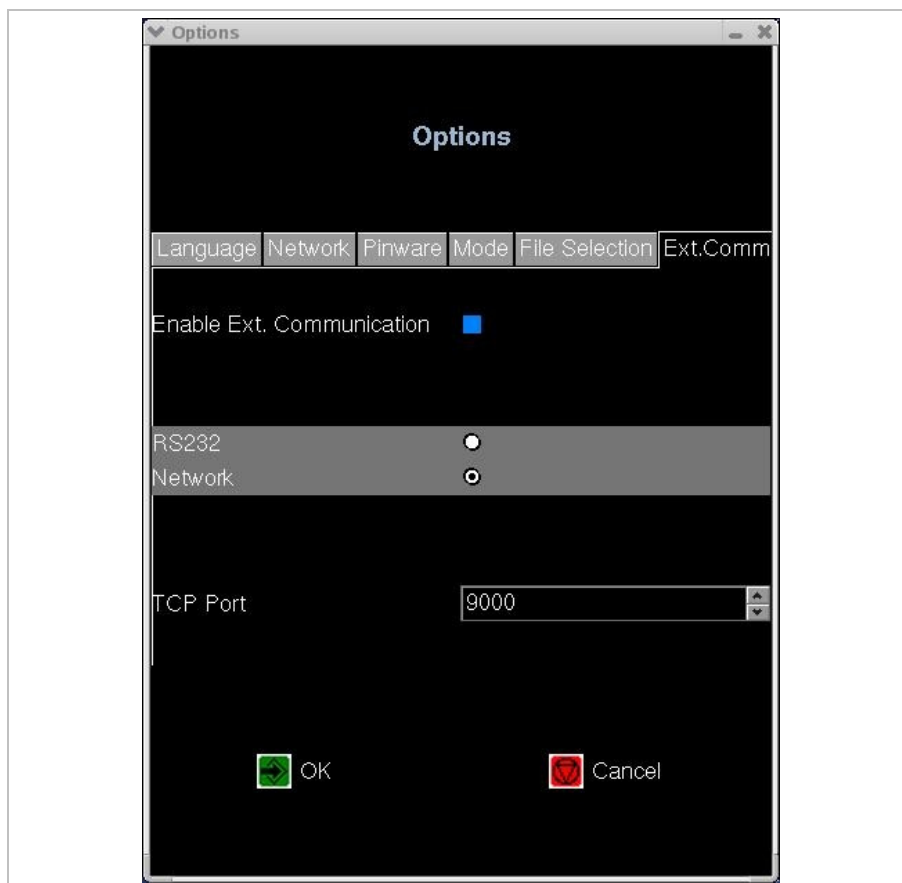 Options
Options
Language Network Pinware Mode File Selection Ext.Comm
Enable Ext. Communication
RS232
Network
TCP Port 9000
OK Cancel